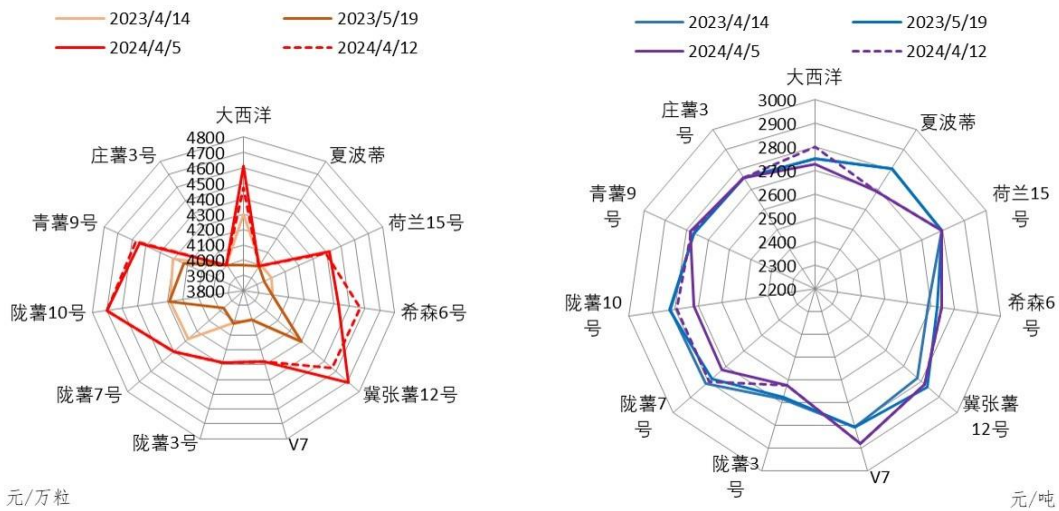 2023/4/14
2023/5/19
2024/4/5
2024/4/12
大西洋
4800
4700
4600
4500
4400
4300
4200
4100
4000
3900
3800
夏波蒂
荷兰15号
希森6号
冀张薯12号
V7
陇薯3号
陇薯7号
陇薯10号
青薯9号
庄薯3号
元/万粒
2023/4/14
2023/5/19
2024/4/5
2024/4/12
大西洋
3000
2900
2800
2700
2600
2500
2400
2300
2200
夏波蒂
荷兰15
号
希森6
号
冀张薯
12号
V7
陇薯3
号
陇薯7
号
陇薯10
号
青薯9
号
庄薯3
号
元/吨